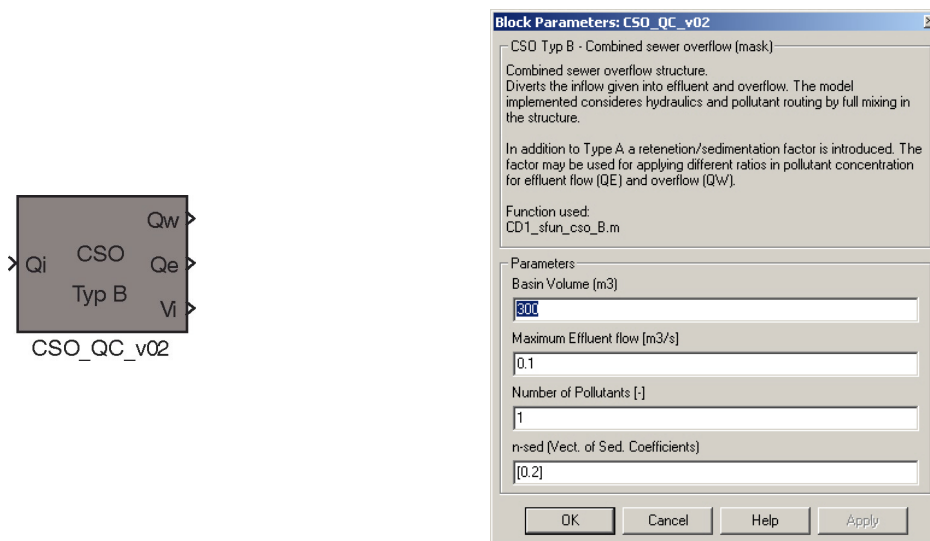 Qi
CSO
Typ B
Qw
Qe
Vi
CSO_QC_v02
Block Parameters: CSO_QC_v02
CSO Typ B - Combined sewer overflow (mask)
Combined sewer overflow structure.
Diverts the inflow given into effluent and overflow. The model
implemented consideres hydraulics and pollutant routing by full mixing in
the structure.
In addition to Type A a retenetion/sedimentation factor is introduced. The
factor may be used for applying different ratios in pollutant concentration
for effluent flow (QE) and overflow (QW).
Function used:
CD1_sfun_cso_B.m
Parameters
Basin Volume (m3)
300
Maximum Effluent flow [m3/s]
0.1
Number of Pollutants [-]
1
n-sed (Vect. of Sed. Coefficients)
[0.2]
OK Cancel Help Apply